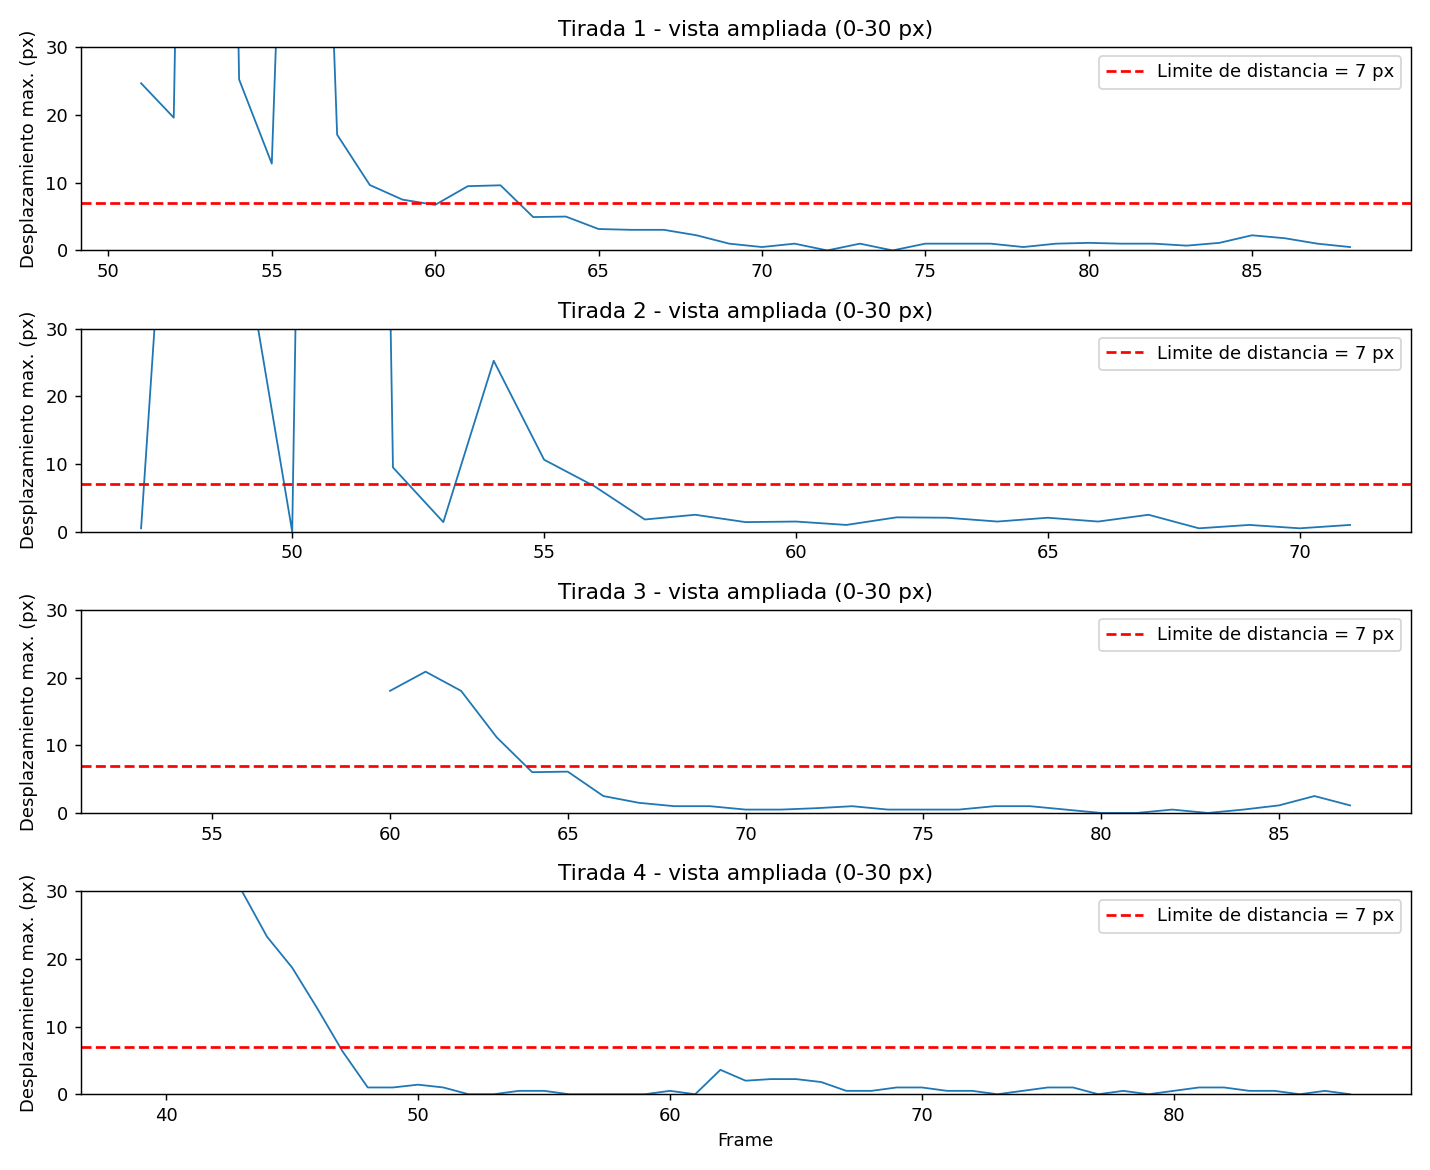 Tirada 1 - vista ampliada (0-30 px)
Desplazamiento max. (px)
30
20
10
0
Limite de distancia = 7 px
50 55 60 65 70 75 80 85
Tirada 2 - vista ampliada (0-30 px)
Desplazamiento max. (px)
30
20
10
0
Limite de distancia = 7 px
50 55 60 65 70
Tirada 3 - vista ampliada (0-30 px)
Desplazamiento max. (px)
30
20
10
0
Limite de distancia = 7 px
55 60 65 70 75 80 85
Tirada 4 - vista ampliada (0-30 px)
Desplazamiento max. (px)
30
20
10
0
Limite de distancia = 7 px
40 50 60 70 80
Frame